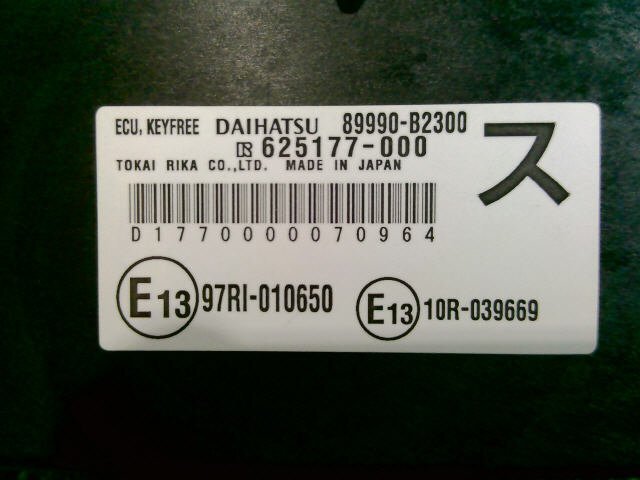 ECU, KEYFREE DAIHATSU 89990-B2300
R 625177-000
ス
TOKAI RIKA CO.,LTD. MADE IN JAPAN
D1770000070964
E13 97RI-010650
E13 10R-039669